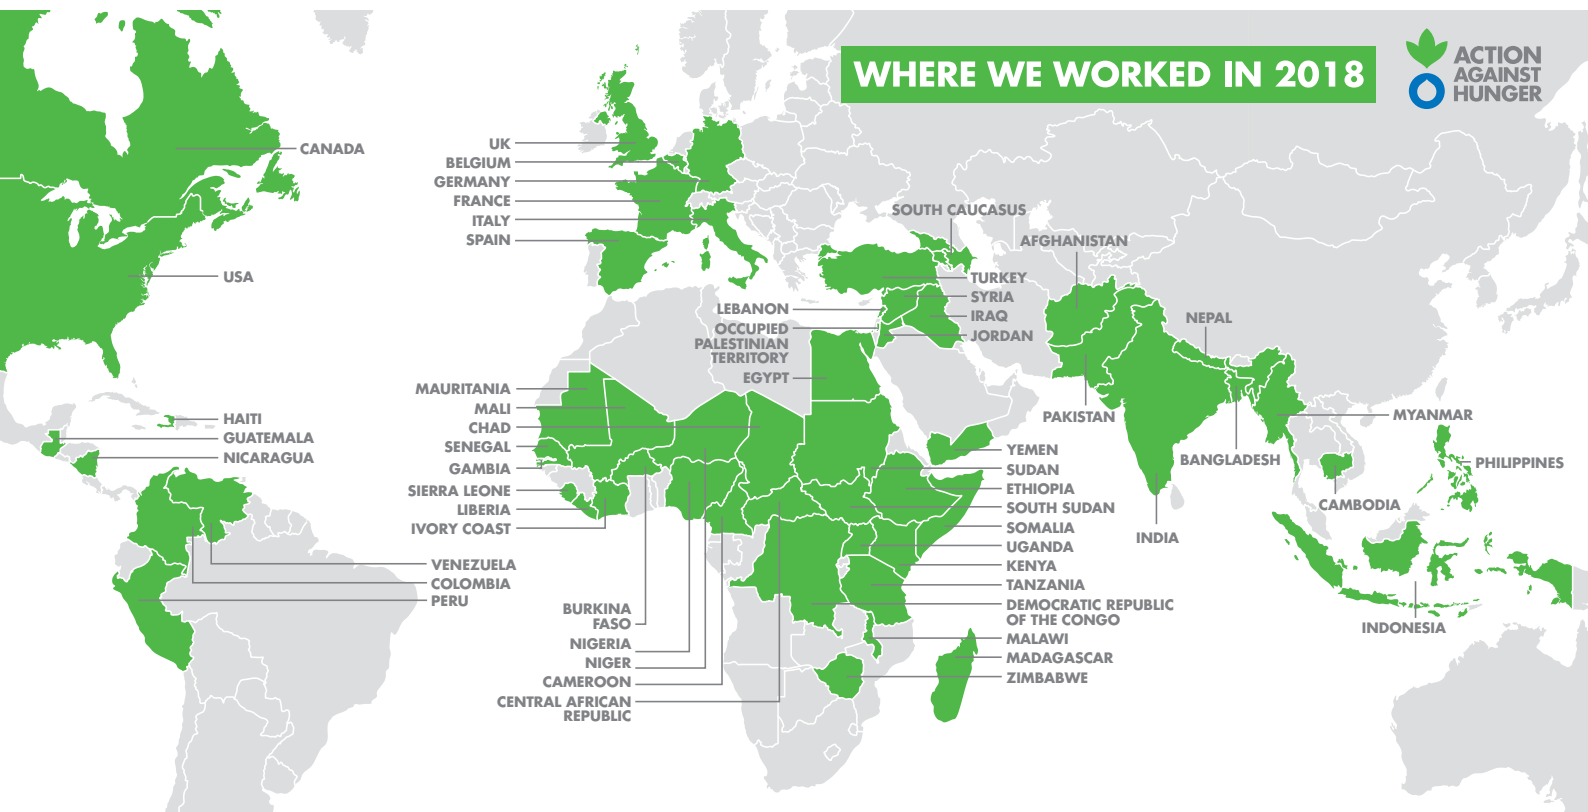 WHERE WE WORKED IN 2018
ACTION
AGAINST
HUNGER
CANADA
USA
HAITI
GUATEMALA
NICARAGUA
VENEZUELA
COLOMBIA
PERU
UK
BELGIUM
GERMANY
FRANCE
ITALY
SPAIN
MAURITANIA
MALI
CHAD
SENEGAL
GAMBIA
SIERRA LEONE
LIBERIA
IVORY COAST
BURKINA
FASO
NIGERIA
NIGER
CAMEROON
CENTRAL AFRICAN
REPUBLIC
LEBANON
OCCUPIED
PALESTINIAN
TERRITORY
EGYPT
SOUTH CAUCASUS
TURKEY
SYRIA
IRAQ
JORDAN
AFGHANISTAN
NEPAL
PAKISTAN
BANGLADESH
INDIA
MYANMAR
PHILIPPINES
CAMBODIA
INDONESIA
YEMEN
SUDAN
ETHIOPIA
SOUTH SUDAN
SOMALIA
UGANDA
KENYA
TANZANIA
DEMOCRATIC REPUBLIC
OF THE CONGO
MALAWI
MADAGASCAR
ZIMBABWE